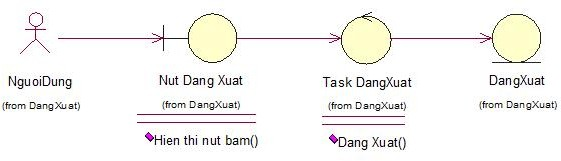 NguoiDung
(from DangXuat)
Nut Dang Xuat
(from DangXuat)
Hien thi nut bam()
Task DangXuat
(from DangXuat)
Dang Xuat()
DangXuat
(from DangXuat)